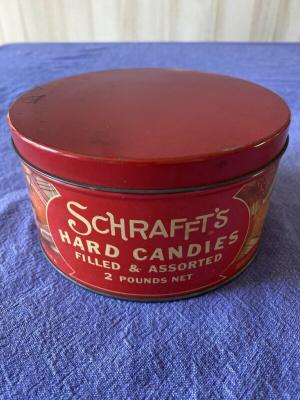 SCHRAFFT'S
HARD CANDIES
FILLED & ASSORTED
2 POUNDS NET